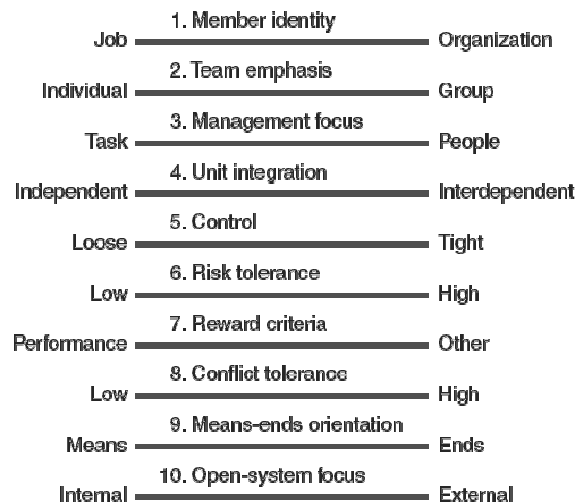 1. Member identity
Job Organization
2. Team emphasis
Individual Group
3. Management focus
Task People
4. Unit integration
Independent Interdependent
5. Control
Loose Tight
6. Risk tolerance
Low High
7. Reward criteria
Performance Other
8. Conflict tolerance
Low High
9. Means-ends orientation
Means Ends
10. Open-system focus
Internal External